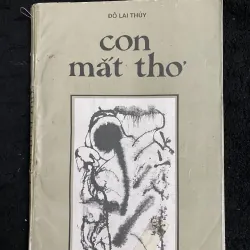 ĐỖ LAI THÚY
con
mắt thơ